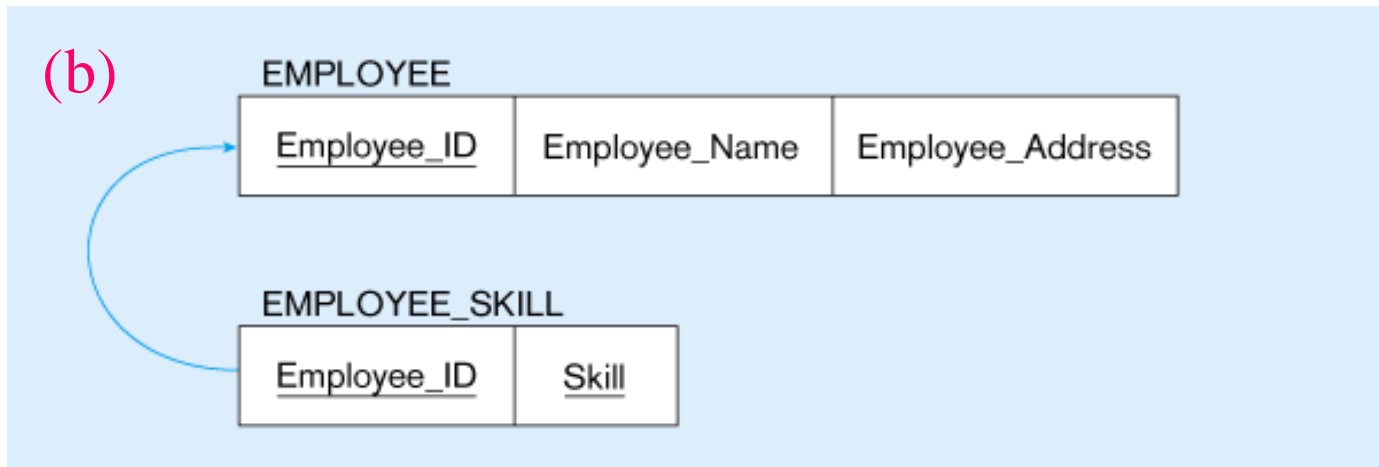 (b)
EMPLOYEE
Employee_ID Employee_Name Employee_Address
EMPLOYEE_SKILL
Employee_ID Skill